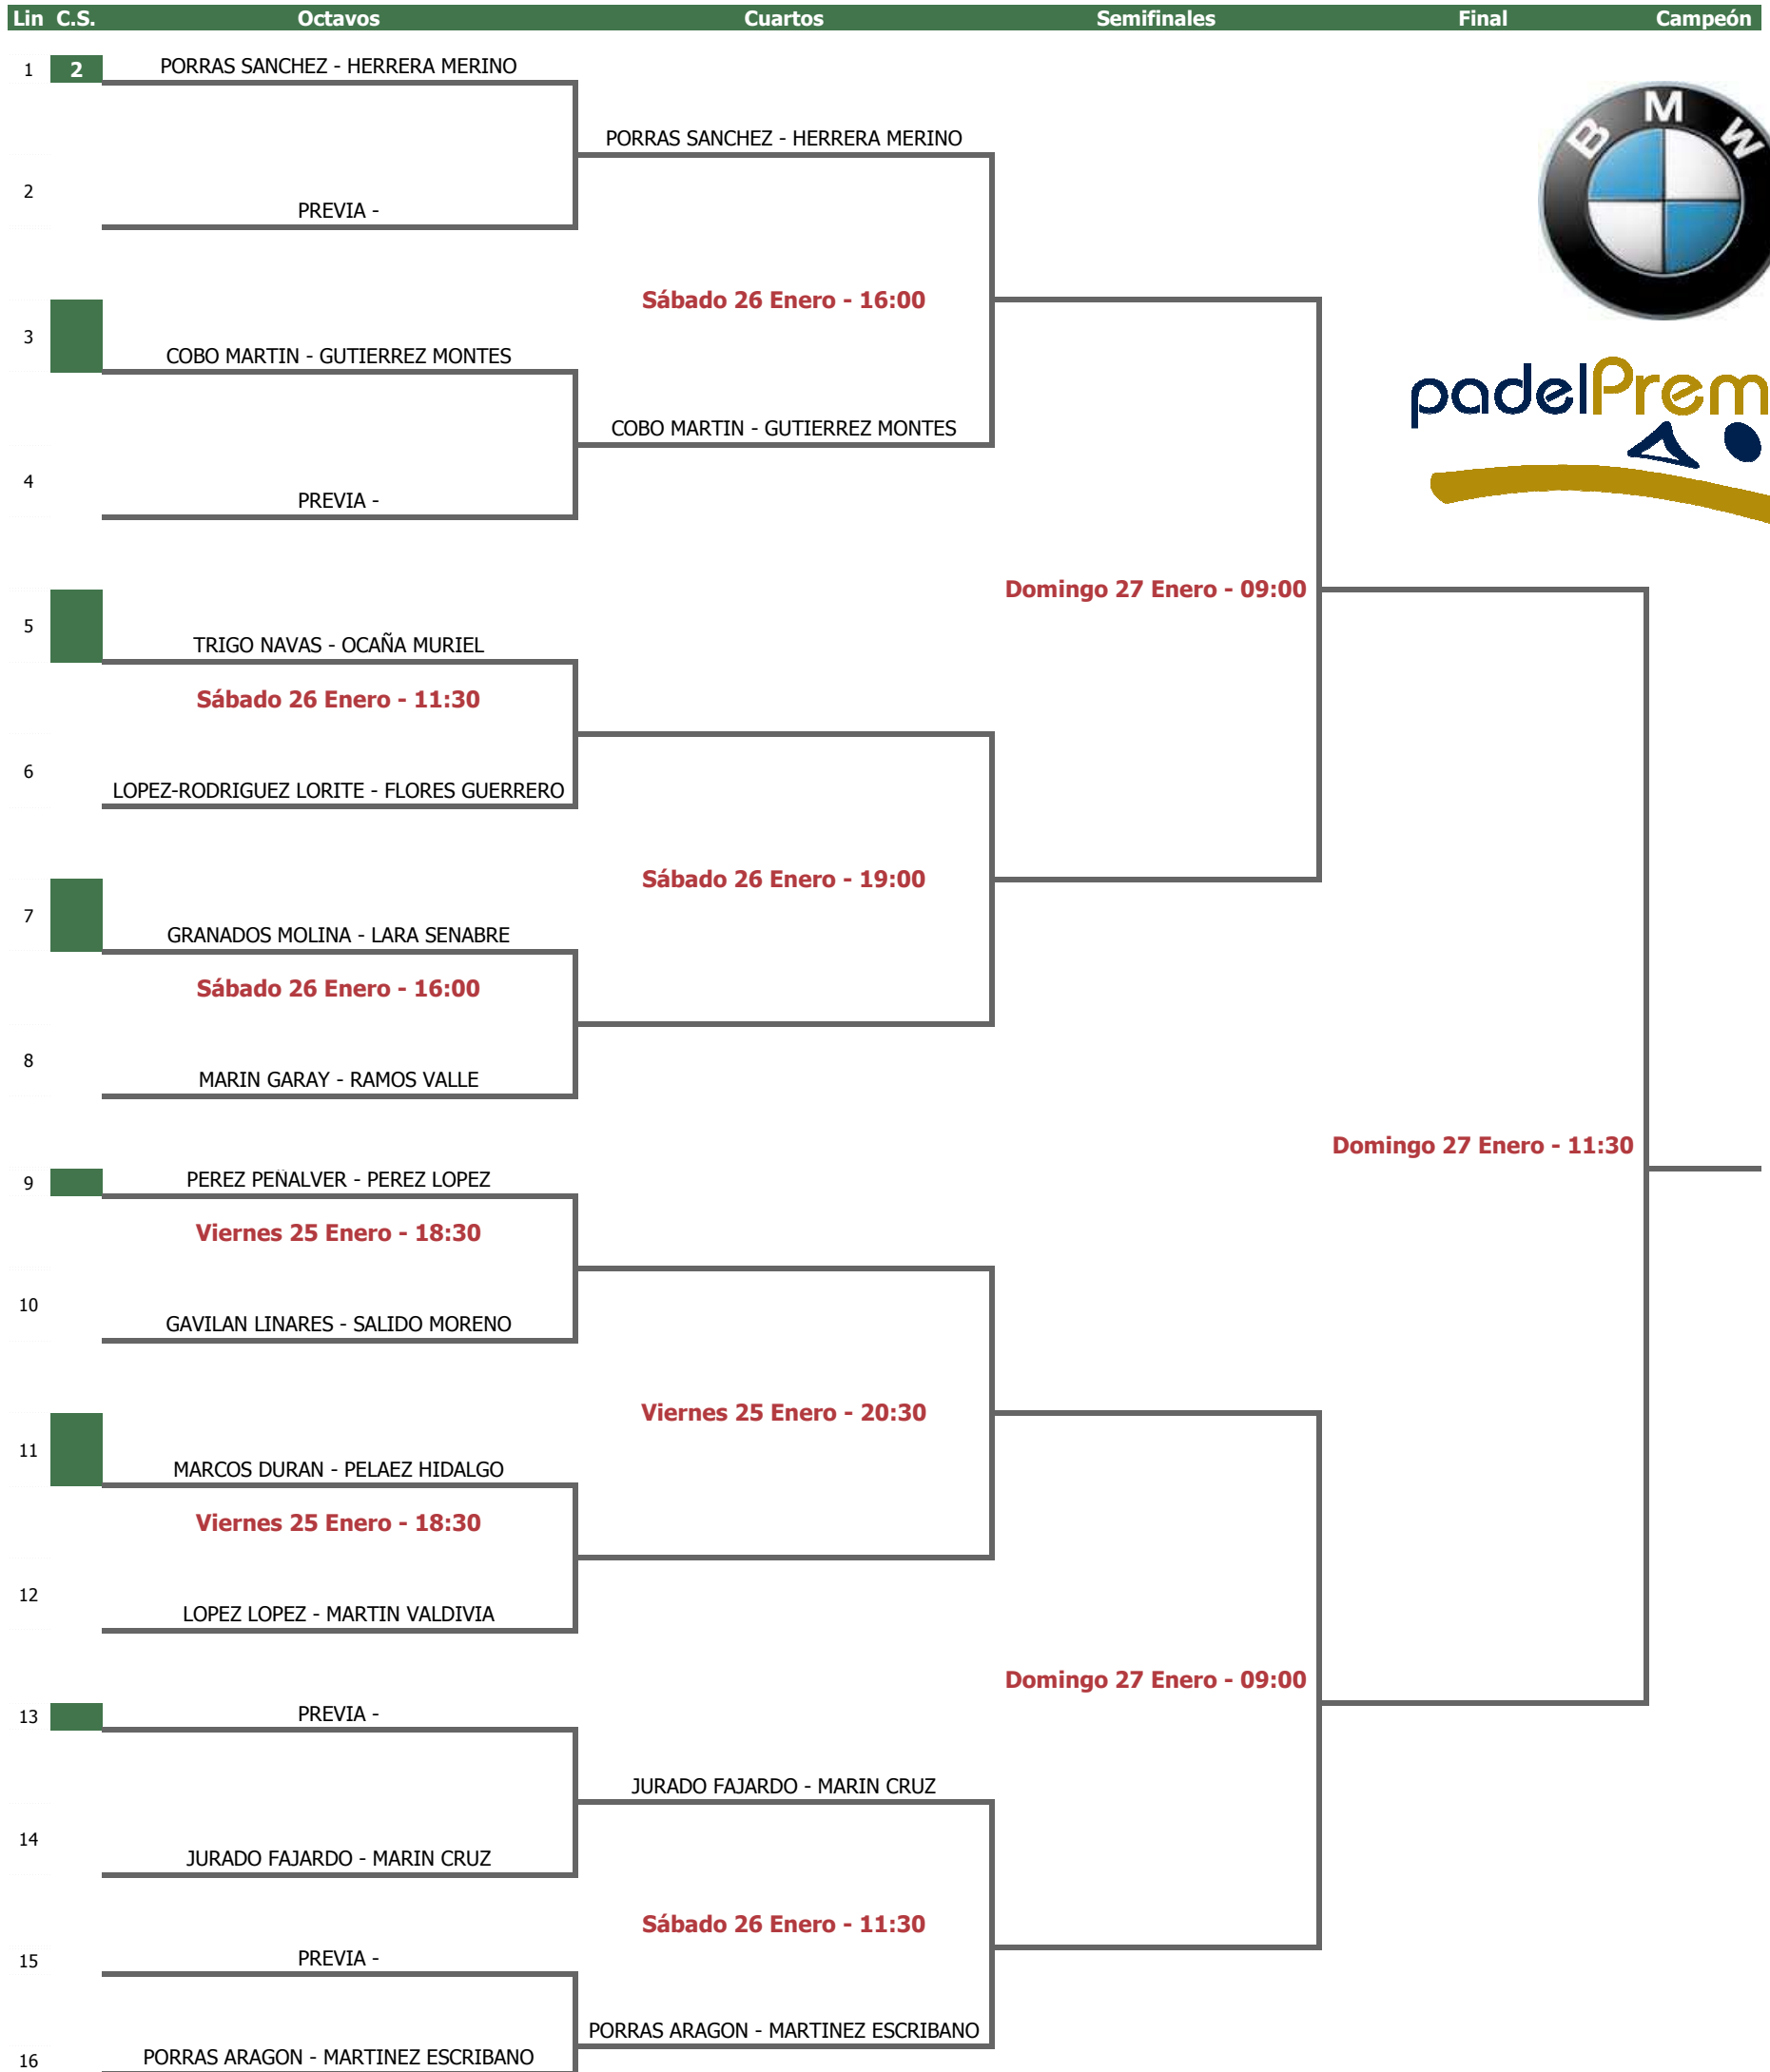 Lin C.S. Octavos Cuartos Semifinales Final Campeón
1 2 PORRAS SANCHEZ - HERRERA MERINO
B M W
PORRAS SANCHEZ - HERRERA MERINO
2
PREVIA -
Sábado 26 Enero - 16:00
3
COBO MARTIN - GUTIERREZ MONTES
padelPrem
COBO MARTIN - GUTIERREZ MONTES
4
PREVIA -
Domingo 27 Enero - 09:00
5
TRIGO NAVAS - OCAÑA MURIEL
Sábado 26 Enero - 11:30
6
LOPEZ-RODRIGUEZ LORITE - FLORES GUERRERO
Sábado 26 Enero - 19:00
7
GRANADOS MOLINA - LARA SENABRE
Sábado 26 Enero - 16:00
8
MARIN GARAY - RAMOS VALLE
Domingo 27 Enero - 11:30
9 PEREZ PEÑALVER - PEREZ LOPEZ
Viernes 25 Enero - 18:30
10
GAVILAN LINARES - SALIDO MORENO
Viernes 25 Enero - 20:30
11
MARCOS DURAN - PELAEZ HIDALGO
Viernes 25 Enero - 18:30
12
LOPEZ LOPEZ - MARTIN VALDIVIA
Domingo 27 Enero - 09:00
13 PREVIA -
JURADO FAJARDO - MARIN CRUZ
14
JURADO FAJARDO - MARIN CRUZ
Sábado 26 Enero - 11:30
15 PREVIA -
PORRAS ARAGON - MARTINEZ ESCRIBANO
16 PORRAS ARAGON - MARTINEZ ESCRIBANO